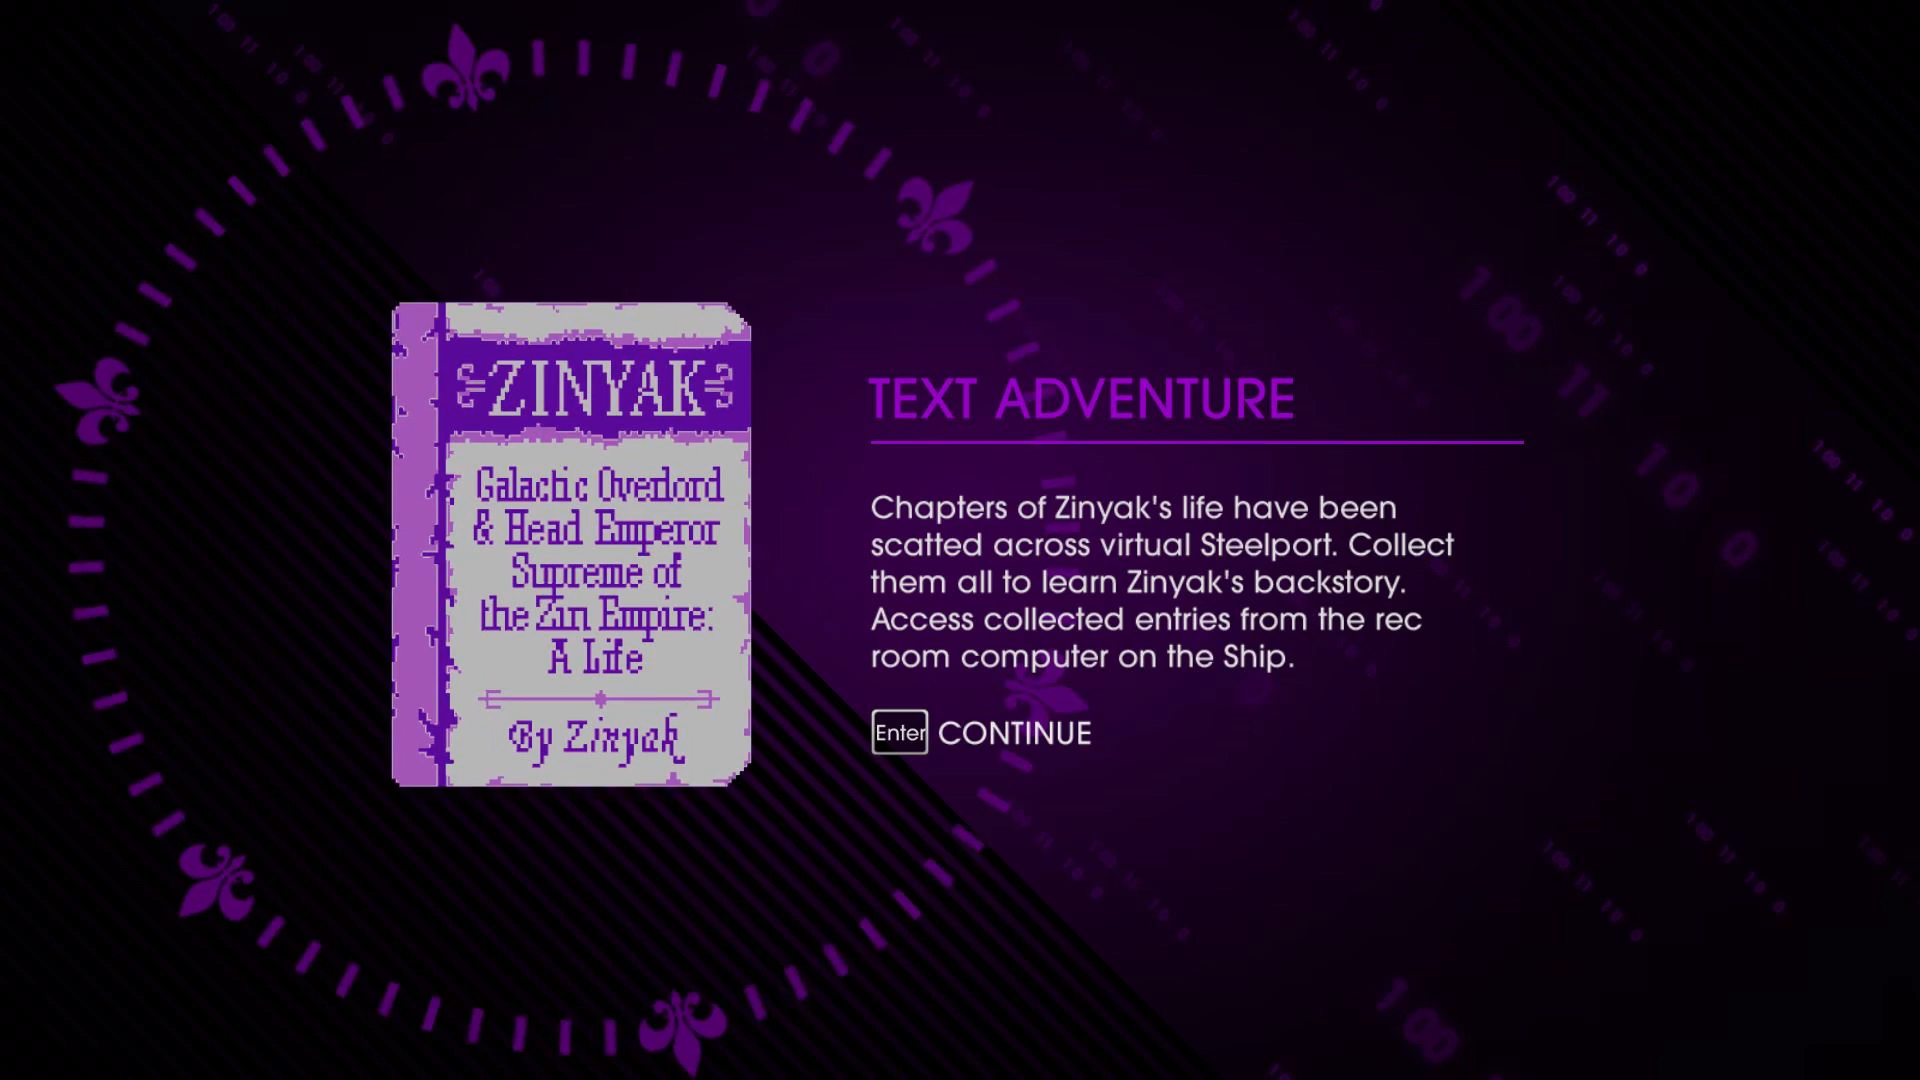 ZINYAK
Galactic Overlord
& Head Emperor
Supreme of
the Zin Empire:
A Life
By Zinyak
TEXT ADVENTURE
Chapters of Zinyak's life have been
scatted across virtual Steelport. Collect
them all to learn Zinyak's backstory.
Access collected entries from the rec
room computer on the Ship.
Enter CONTINUE